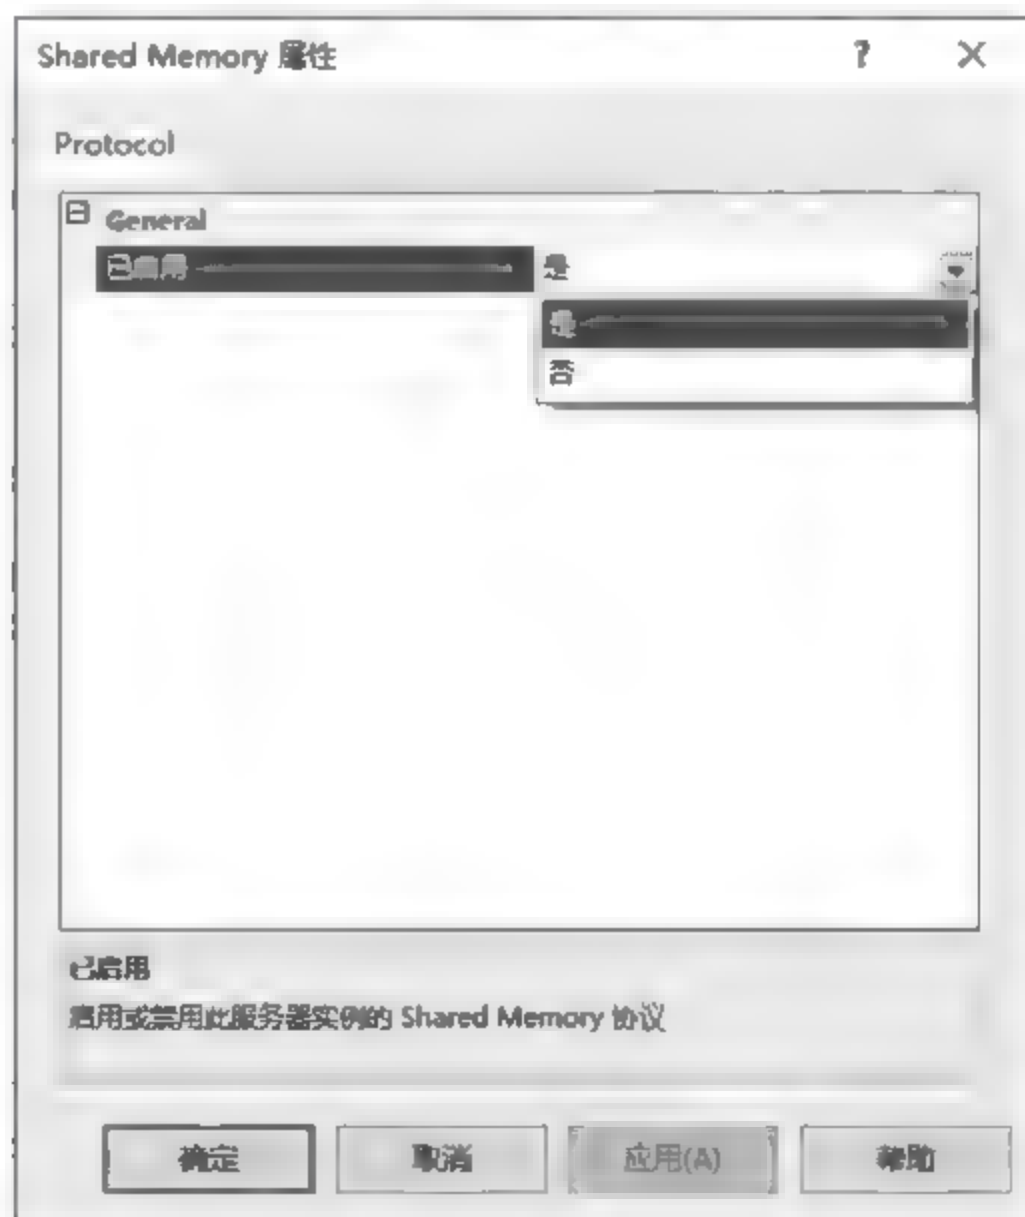 Shared Memory 属性
Protocol
General
已启用 是
是
否
已启用
启用或禁用此服务器实例的 Shared Memory 协议
确定 取消 应用(A) 帮助